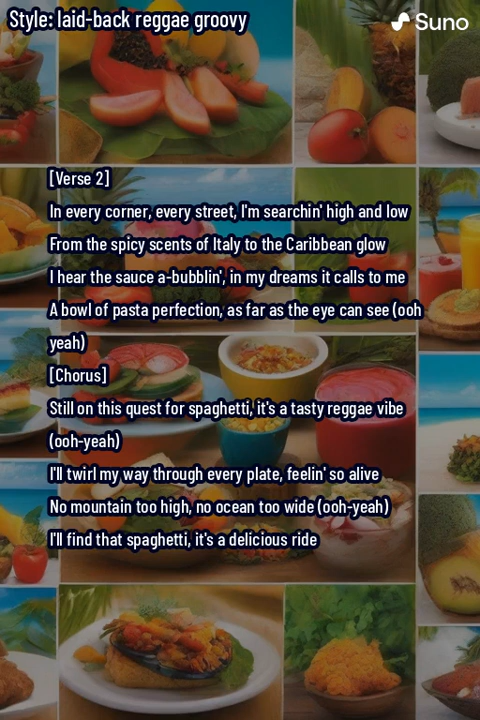 Style: laid-back reggae groovy
Suno
[Verse 2]
In every corner, every street, I'm searchin' high and low
From the spicy scents of Italy to the Caribbean glow
I hear the sauce a-bubblin', in my dreams it calls to me
A bowl of pasta perfection, as far as the eye can see (ooh
yeah)
[Chorus]
Still on this quest for spaghetti, it's a tasty reggae vibe
(ooh-yeah)
I'll twirl my way through every plate, feelin' so alive
No mountain too high, no ocean too wide (ooh-yeah)
I'll find that spaghetti, it's a delicious ride